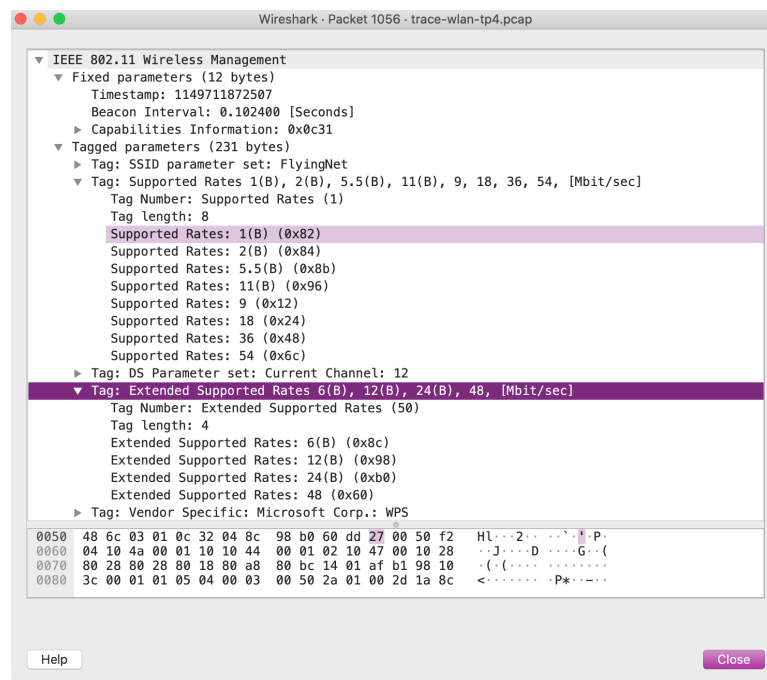 Wireshark · Packet 1056 · trace-wlan-tp4.pcap
IEEE 802.11 Wireless Management
Fixed parameters (12 bytes)
Timestamp: 1149711872507
Beacon Interval: 0.102400 [Seconds]
Capabilities Information: 0x0c31
Tagged parameters (231 bytes)
Tag: SSID parameter set: FlyingNet
Tag: Supported Rates 1(B), 2(B), 5.5(B), 11(B), 9, 18, 36, 54, [Mbit/sec]
Tag Number: Supported Rates (1)
Tag length: 8
Supported Rates: 1(B) (0x82)
Supported Rates: 2(B) (0x84)
Supported Rates: 5.5(B) (0x8b)
Supported Rates: 11(B) (0x96)
Supported Rates: 9 (0x12)
Supported Rates: 18 (0x24)
Supported Rates: 36 (0x48)
Supported Rates: 54 (0x6c)
Tag: DS Parameter set: Current Channel: 12
Tag: Extended Supported Rates 6(B), 12(B), 24(B), 48, [Mbit/sec]
Tag Number: Extended Supported Rates (50)
Tag length: 4
Extended Supported Rates: 6(B) (0x8c)
Extended Supported Rates: 12(B) (0x98)
Extended Supported Rates: 24(B) (0xb0)
Extended Supported Rates: 48 (0x60)
Tag: Vendor Specific: Microsoft Corp.: WPS
0050 48 6c 03 01 0c 32 04 8c 98 b0 60 dd 27 00 50 f2 Hl···2·· ··`·'·P·
0060 04 10 4a 00 01 10 10 44 00 01 02 10 47 00 10 28 ··J····D ····G··(
0070 80 28 80 28 80 18 80 a8 80 bc 14 01 af b1 98 10 ·(·(···· ········
0080 3c 00 01 01 05 04 00 03 00 50 2a 01 00 2d 1a 8c <······· ·P*··-··
Help
Close